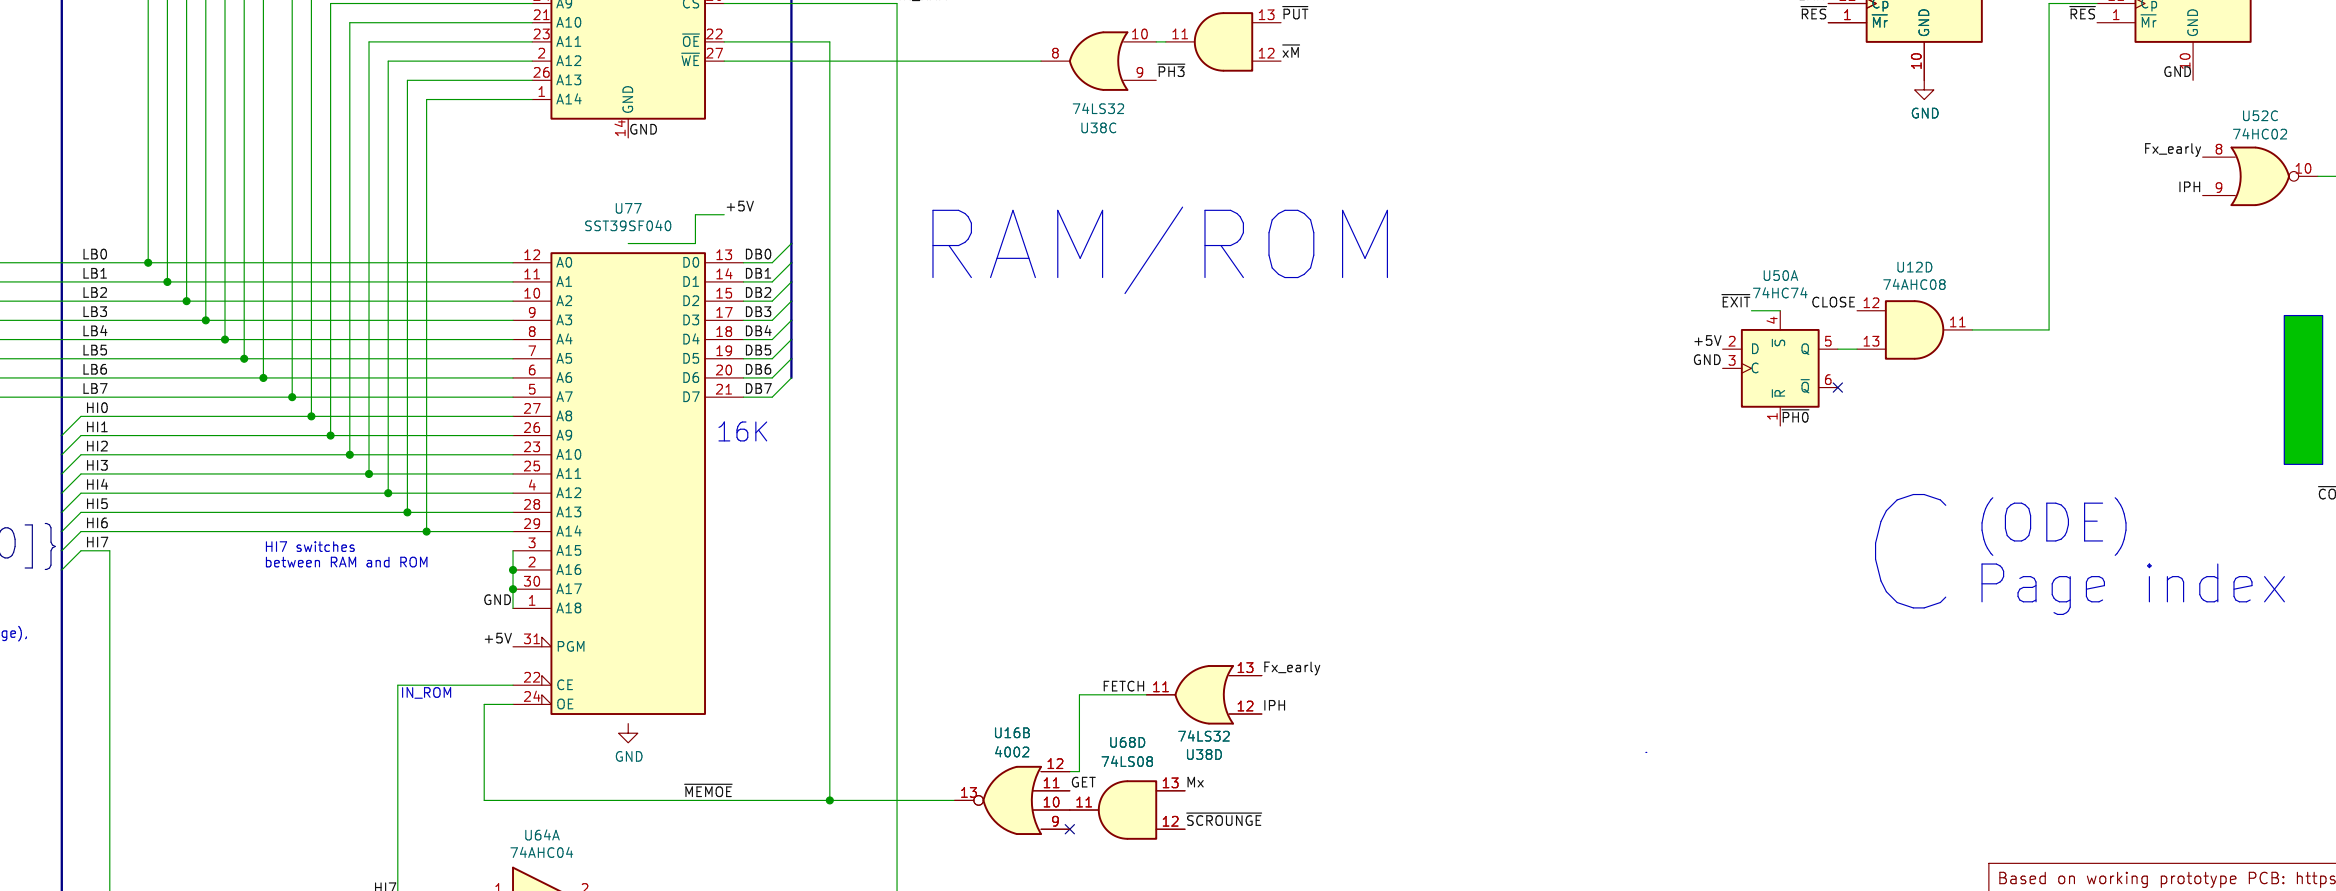 A9
21 A10
23 A11
2 A12
26 A13
1 A14
CS
OE 22
WE 27
GND
14 GND
8
10
9 PH3
11
13 PUT
12 xM
74LS32
U38C
RES 1
Cp
Mr
GND
10
GND
RES 1
Cp
Mr
GND
10
GND
U52C
74HC02
Fx_early 8
IPH 9
10
U77
SST39SF040
+5V
RAM/ROM
LB0 12 A0 D0 13 DB0
LB1 11 A1 D1 14 DB1
LB2 10 A2 D2 15 DB2
LB3 9 A3 D3 17 DB3
LB4 8 A4 D4 18 DB4
LB5 7 A5 D5 19 DB5
LB6 6 A6 D6 20 DB6
LB7 5 A7 D7 21 DB7
HI0 27 A8
HI1 26 A9
HI2 23 A10
HI3 25 A11
HI4 4 A12
HI5 28 A13
HI6 29 A14
HI7
3 A15
2 A16
30 A17
GND 1 A18
+5V 31 PGM
22 CE
24 OE
IN_ROM
16K
HI7 switches
between RAM and ROM
0]}
ge),
GND
U50A
74HC74
EXIT
4
+5V 2 D S Q 5
GND 3 C
Q 6
R
1 PH0
U12D
74AHC08
CLOSE 12
13
11
C (ODE)
Page index
CO
FETCH 11
13 Fx_early
12 IPH
74LS32
U38D
U16B
4002
U68D
74LS08
12
11 GET
10 11
9
13 Mx
12 SCROUNGE
MEMOE
13
U64A
74AHC04
HI7
1 2
Based on working prototype PCB: https